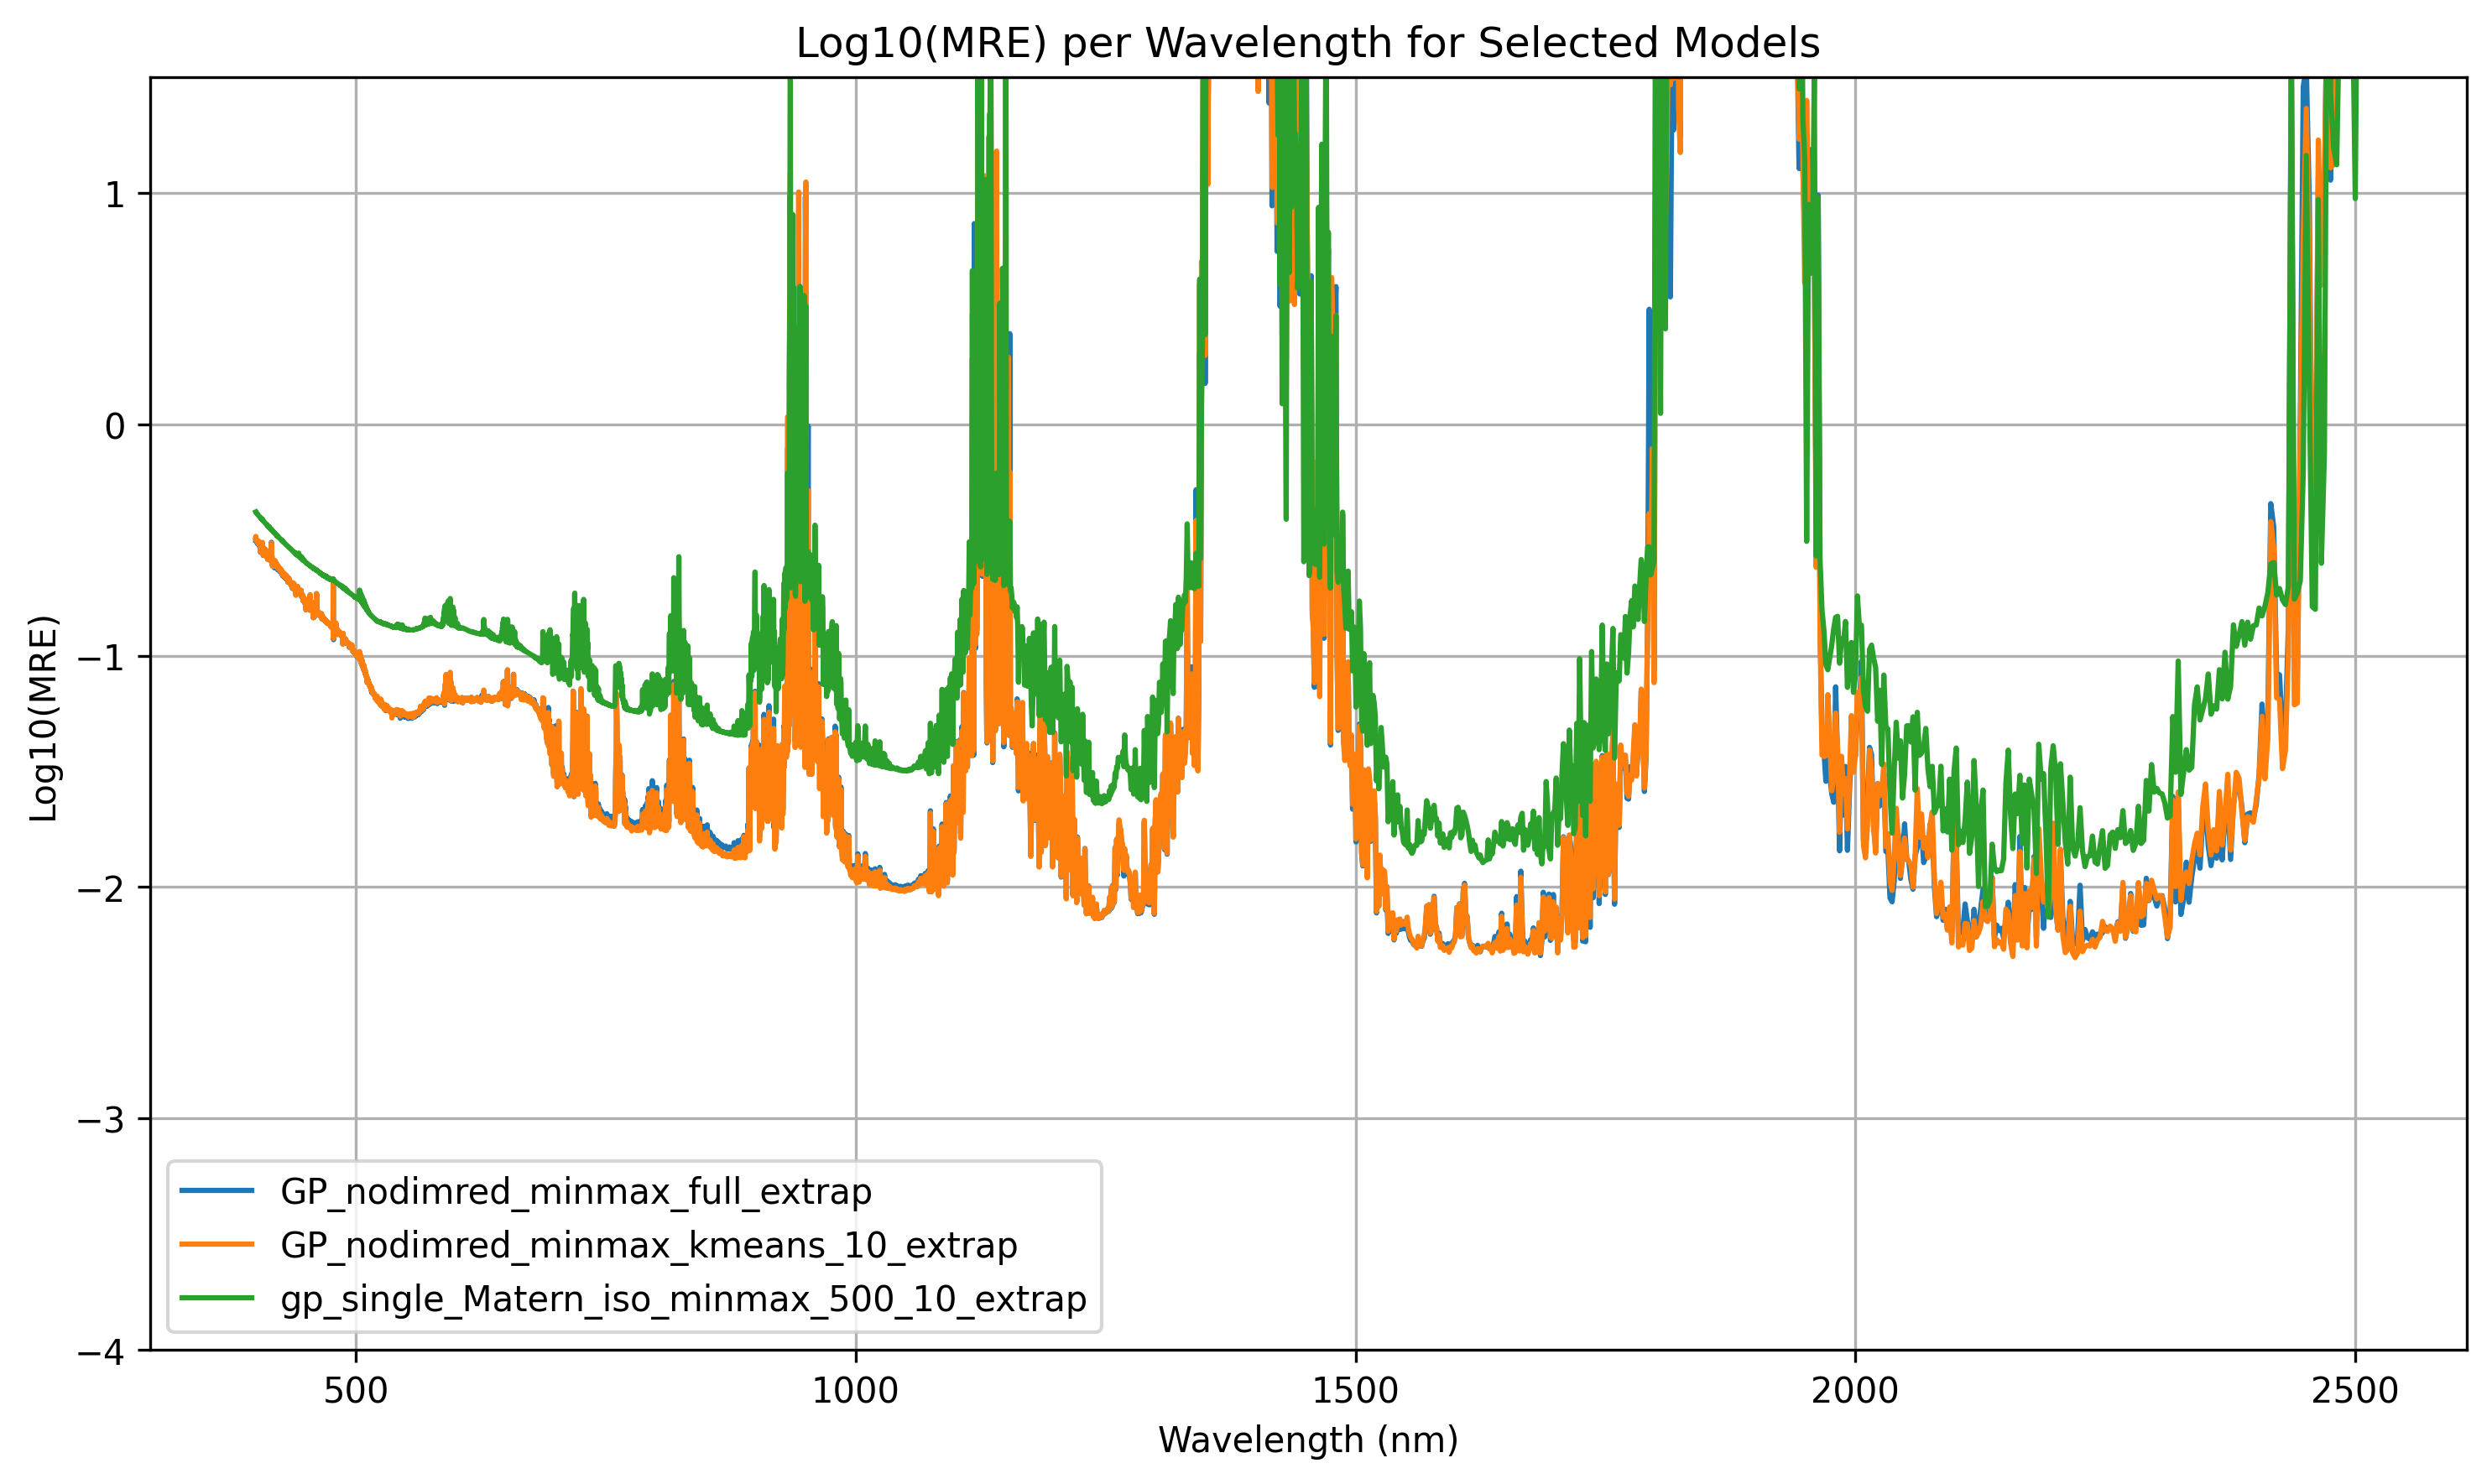 Log10(MRE) per Wavelength for Selected Models
Log10(MRE)
1
0
−1
−2
−3
−4
GP_nodimred_minmax_full_extrap
GP_nodimred_minmax_kmeans_10_extrap
gp_single_Matern_iso_minmax_500_10_extrap
500 1000 1500 2000 2500
Wavelength (nm)